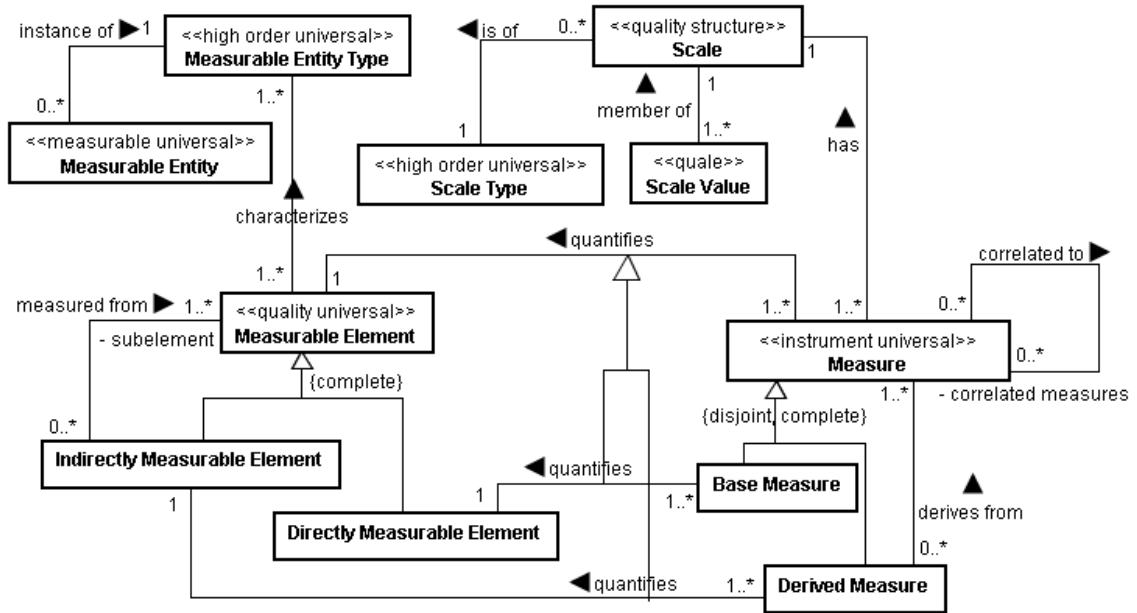 instance of
1
<<high order universal>>
Measurable Entity Type
0..*
1..*
<<measurable universal>>
Measurable Entity
characterizes
1..*
is of
0..*
<<quality structure>>
Scale
1
1
member of
1
1..*
has
<<high order universal>>
Scale Type
<<quale>>
Scale Value
quantifies
1
1..*
1..*
correlated to
0..*
0..*
- correlated measures
measured from
1..*
- subelement
<<quality universal>>
Measurable Element
<<instrument universal>>
Measure
{complete}
{disjoint, complete}
1..*
0..*
Indirectly Measurable Element
1
quantifies
1
1..*
Base Measure
Directly Measurable Element
derives from
0..*
quantifies
1..*
Derived Measure